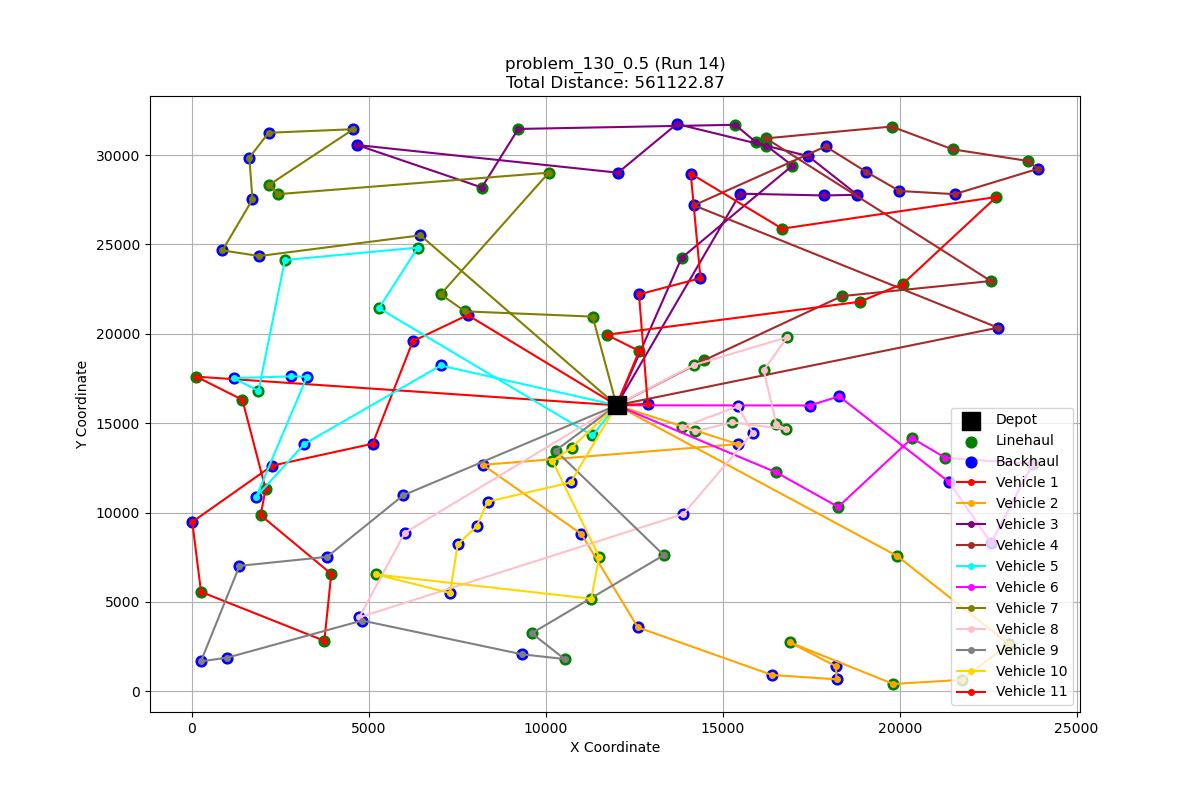 problem_130_0.5 (Run 14)
Total Distance: 561122.87
Y Coordinate
30000
25000
20000
15000
10000
5000
0
0
5000
10000
15000
20000
25000
X Coordinate
Depot
Linehaul
Backhaul
Vehicle 1
Vehicle 2
Vehicle 3
Vehicle 4
Vehicle 5
Vehicle 6
Vehicle 7
Vehicle 8
Vehicle 9
Vehicle 10
Vehicle 11